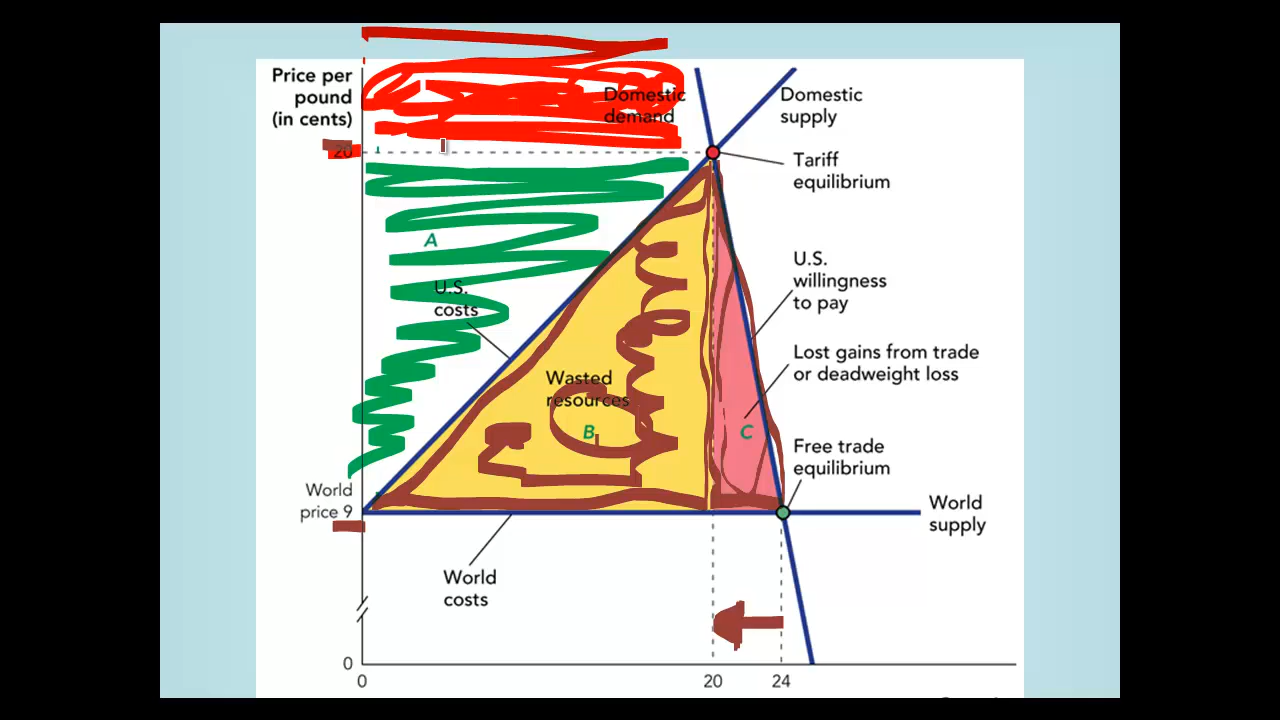 Price per
pound
(in cents)
Domestic
demand
Domestic
supply
20
Tariff
equilibrium
A
U.S.
willingness
to pay
U.S.
costs
Lost gains from trade
or deadweight loss
Wasted
resources
B
C
Free trade
equilibrium
World
price 9
World
supply
World
costs
0
0
20
24